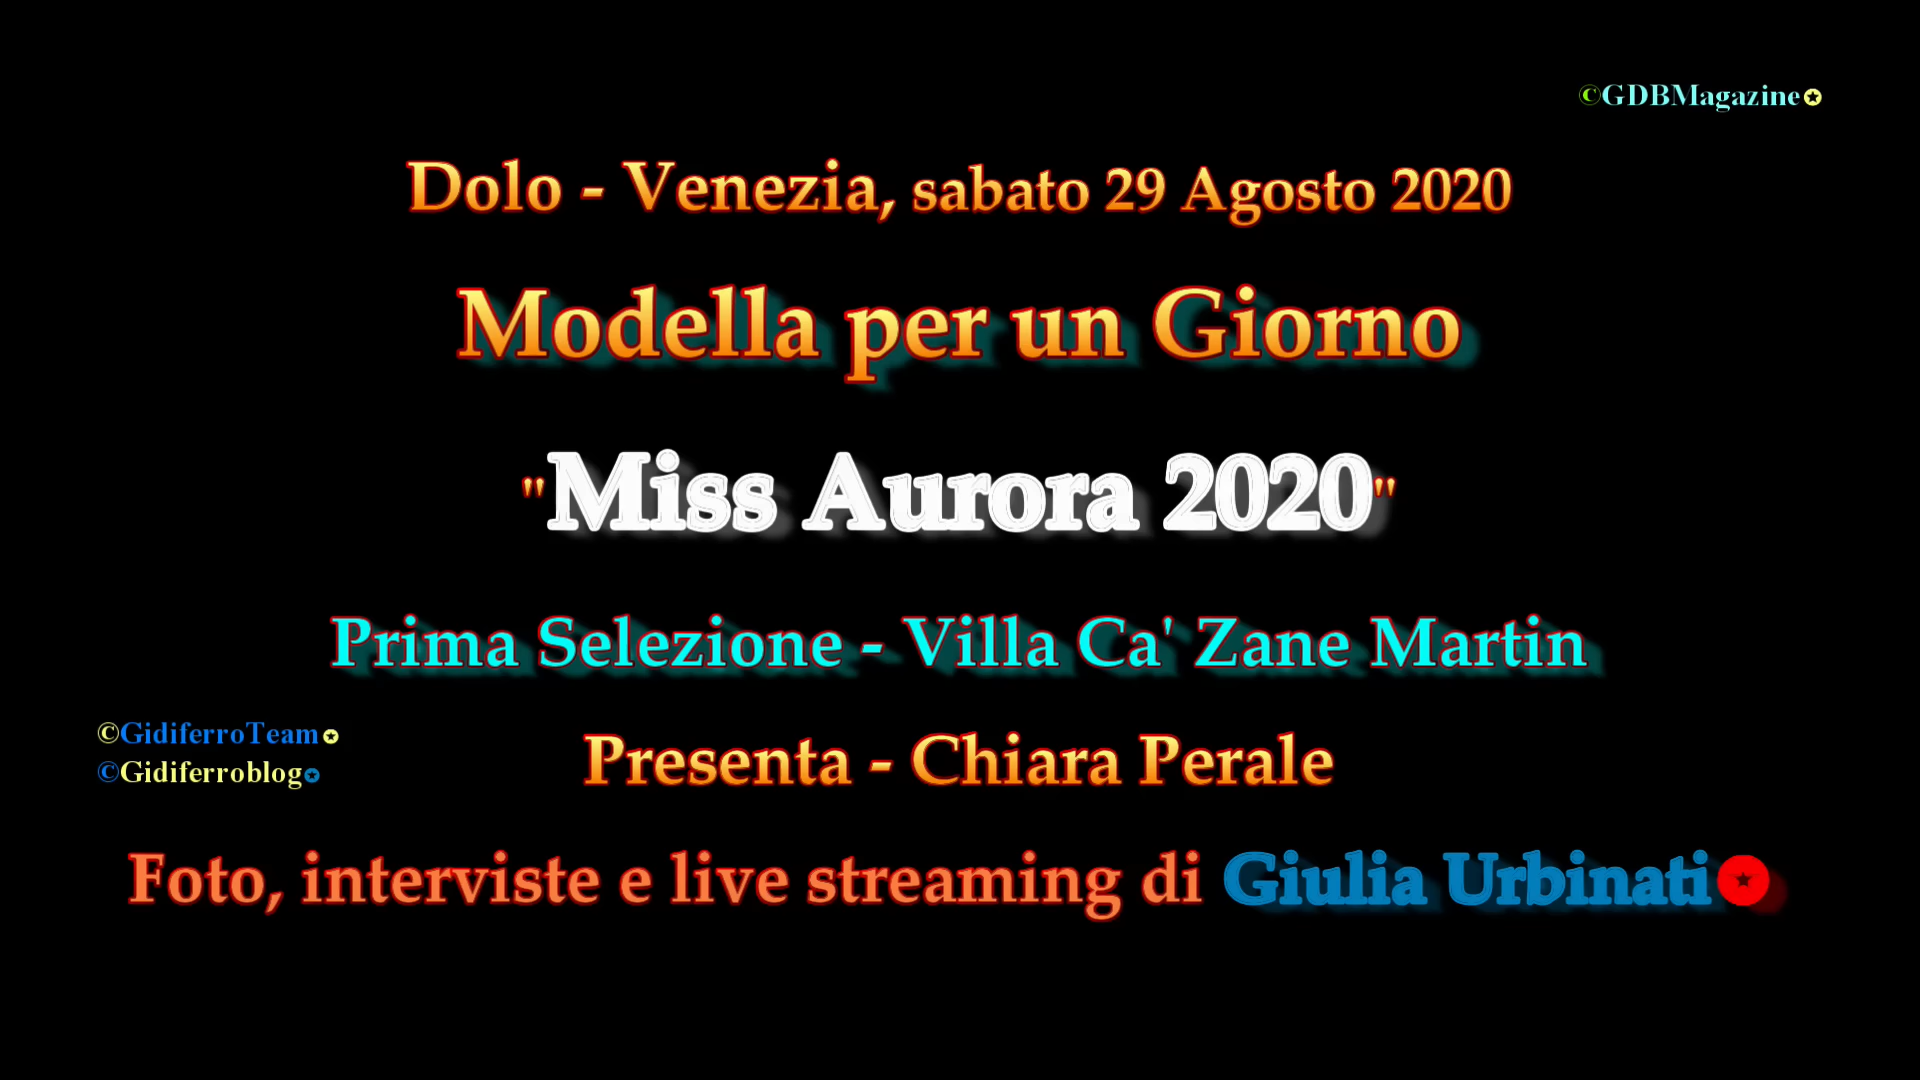 ©GDBMagazine✪
Dolo - Venezia, sabato 29 Agosto 2020
Modella per un Giorno
"Miss Aurora 2020"
Prima Selezione - Villa Ca' Zane Martin
©GidiferroTeam✪
©Gidiferroblog✪
Presenta - Chiara Perale
Foto, interviste e live streaming di Giulia Urbinati✪